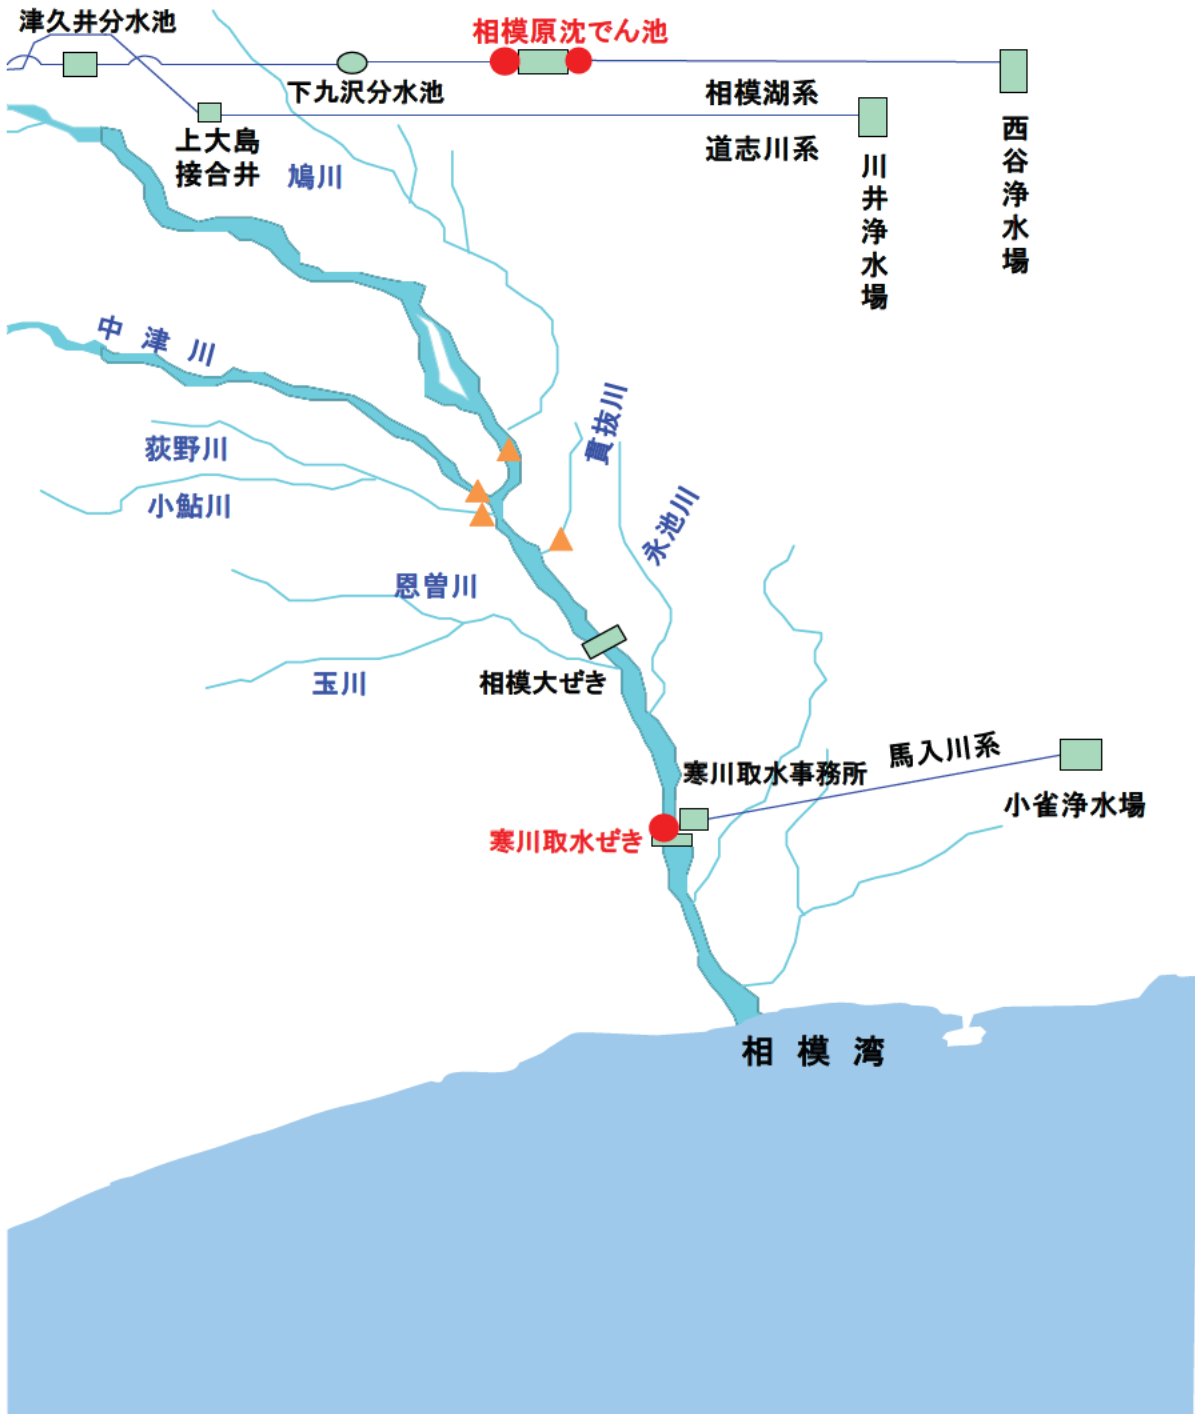 津久井分水池
相模原沈でん池
下九沢分水池
相模湖系
上大島
接合井
道志川系
鳩川
川井浄水場
西谷浄水場
中津川
荻野川
小鮎川
貫抜川
永池川
恩曽川
玉川
相模大ぜき
寒川取水事務所
馬入川系
小雀浄水場
寒川取水ぜき
相模湾